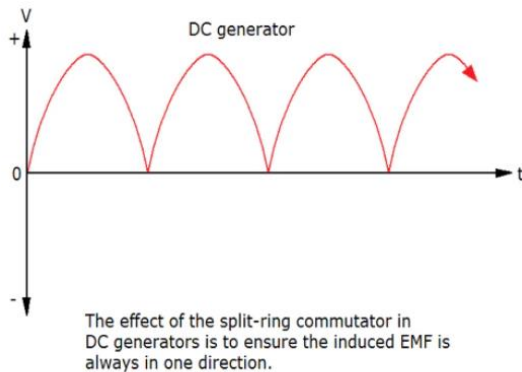 V
DC generator
+
0
t
-
The effect of the split-ring commutator in
DC generators is to ensure the induced EMF is
always in one direction.